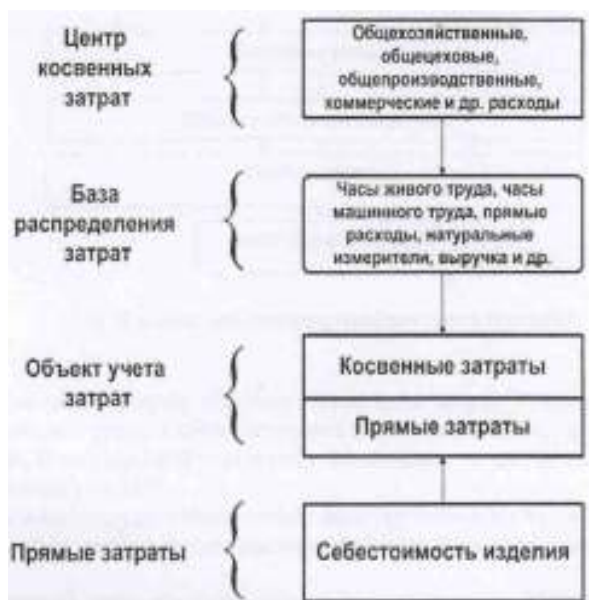 Центр
косвенных
затрат
Общехозяйственные,
общецеховые,
общепроизводственные,
коммерческие и др. расходы
База
распределения
затрат
Часы живого труда, часы
машинного труда, прямые
расходы, натуральные
измерители, выручка и др.
Объект учета
затрат
Косвенные затраты
Прямые затраты
Прямые затраты
Себестоимость изделия